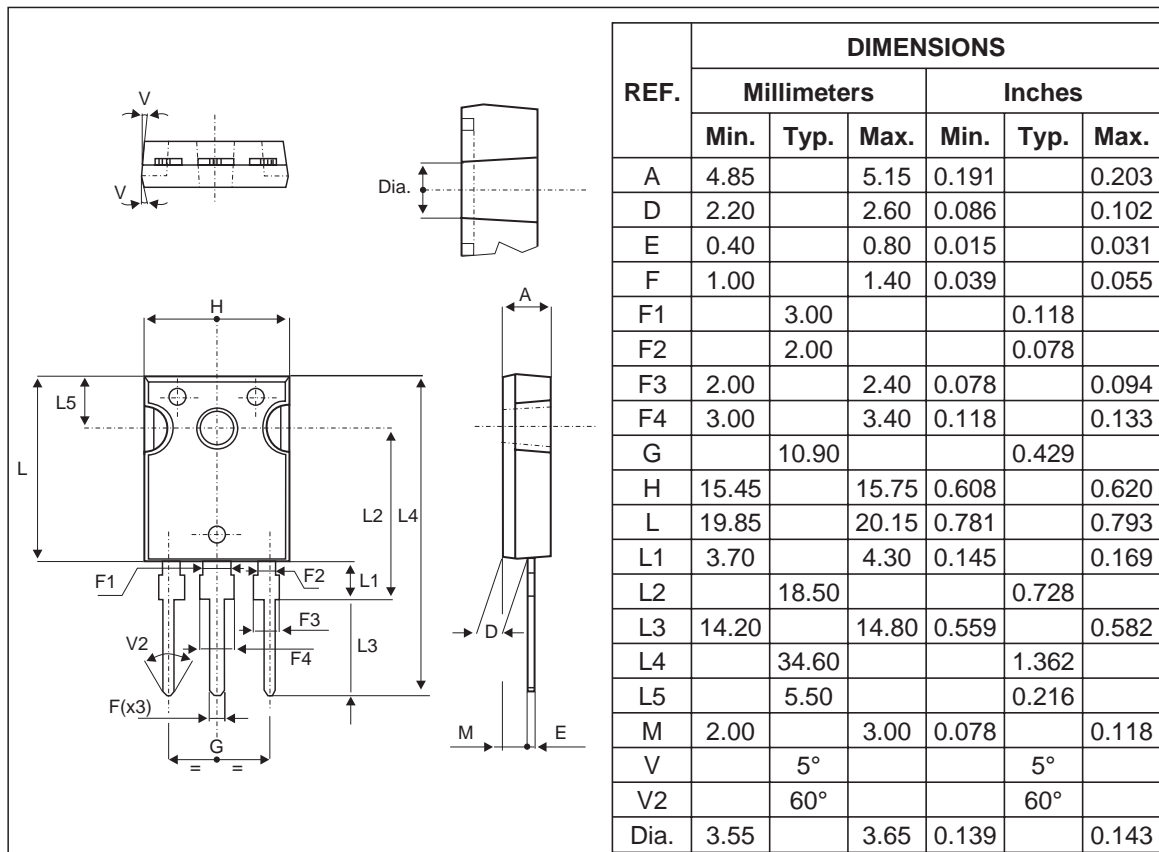 V
V
Dia.
H
A
L5
L
L2
L4
F1
F2
L1
F3
V2
D
L3
F4
F(x3)
M
E
G
= =
DIMENSIONS
REF. Millimeters Inches
Min. Typ. Max. Min. Typ. Max.
A 4.85 5.15 0.191 0.203
D 2.20 2.60 0.086 0.102
E 0.40 0.80 0.015 0.031
F 1.00 1.40 0.039 0.055
F1 3.00 0.118
F2 2.00 0.078
F3 2.00 2.40 0.078 0.094
F4 3.00 3.40 0.118 0.133
G 10.90 0.429
H 15.45 15.75 0.608 0.620
L 19.85 20.15 0.781 0.793
L1 3.70 4.30 0.145 0.169
L2 18.50 0.728
L3 14.20 14.80 0.559 0.582
L4 34.60 1.362
L5 5.50 0.216
M 2.00 3.00 0.078 0.118
V 5° 5°
V2 60° 60°
Dia. 3.55 3.65 0.139 0.143